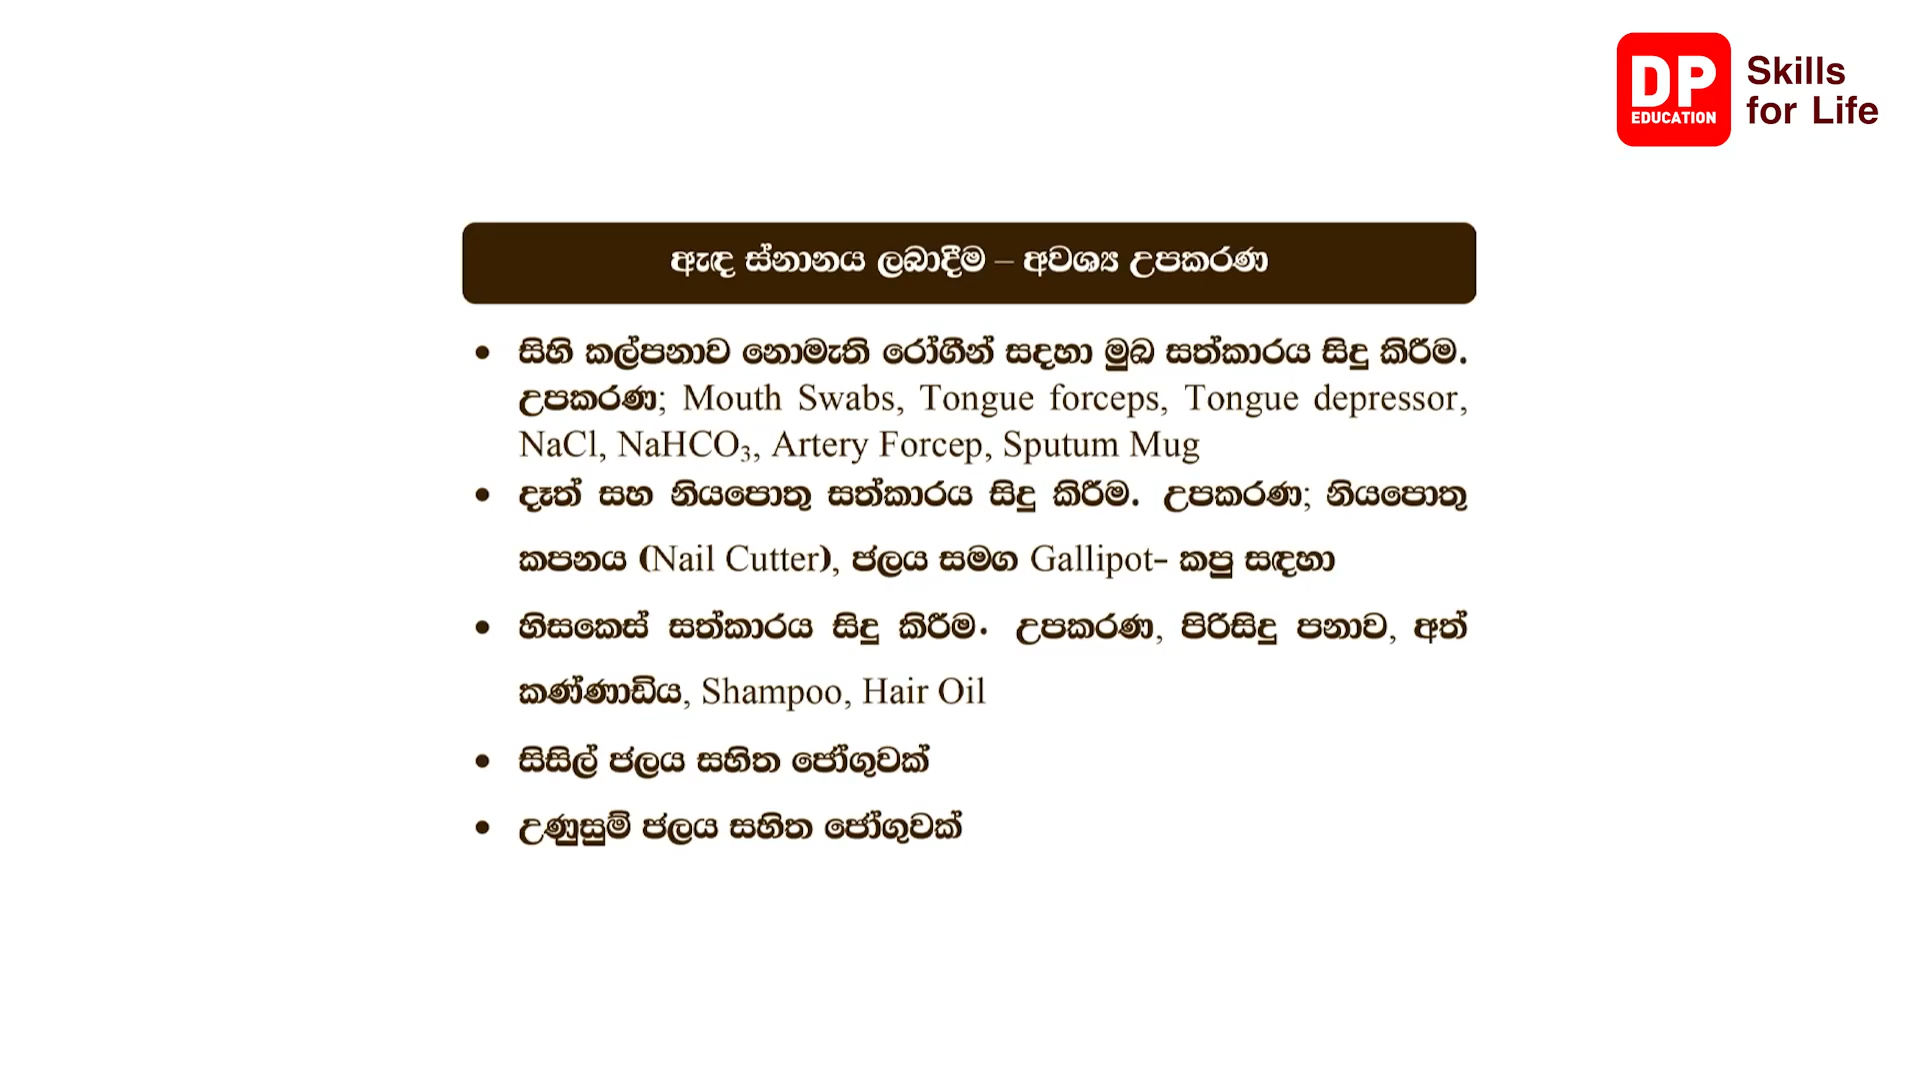 DP
EDUCATION
Skills
for Life
ඇඳ ස්නානය ලබාදීම – අවශ්‍ය උපකරණ
• සිහි කල්පනාව නොමැති රෝගීන් සදහා මුඛ සත්කාරය සිදු කිරීම.
උපකරණ; Mouth Swabs, Tongue forceps, Tongue depressor,
NaCl, NaHCO₃, Artery Forcep, Sputum Mug
• දෑත් සහ නියපොතු සත්කාරය සිදු කිරීම. උපකරණ; නියපොතු
කපනය (Nail Cutter), ජලය සමග Gallipot- කපු සඳහා
• හිසකෙස් සත්කාරය සිදු කිරීම. උපකරණ, පිරිසිදු පනාව, අත්
කණ්ණාඩිය, Shampoo, Hair Oil
• සිසිල් ජලය සහිත ජෝගුවක්
• උණුසුම් ජලය සහිත ජෝගුවක්